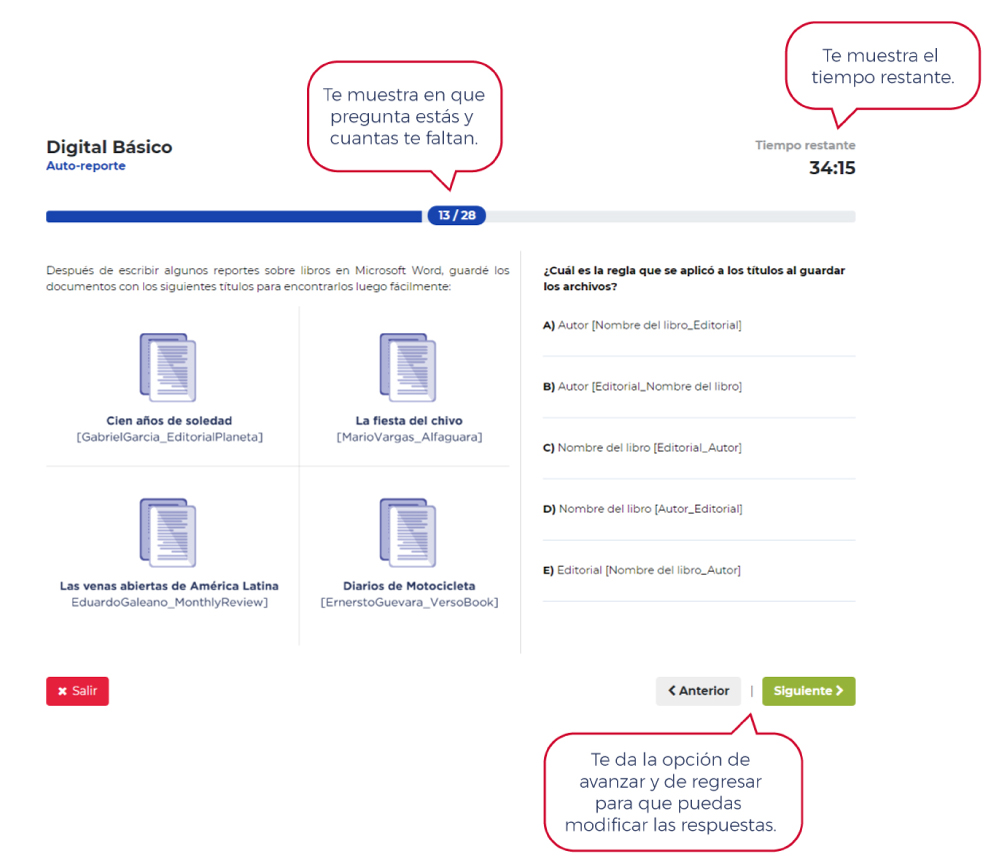 Te muestra el
tiempo restante.
Te muestra en que
pregunta estás y
cuantas te faltan.
Digital Básico
Auto-reporte
Tiempo restante
34:15
13 / 28
Después de escribir algunos reportes sobre libros en Microsoft Word, guardé los
documentos con los siguientes títulos para encontrarlos luego fácilmente:
Cien años de soledad
[GabrielGarcia_EditorialPlaneta]
La fiesta del chivo
[MarioVargas_Alfaguara]
Las venas abiertas de América Latina
EduardoGaleano_MonthlyReview]
Diarios de Motocicleta
[ErnerstoGuevara_VersoBook]
¿Cuál es la regla que se aplicó a los títulos al guardar
los archivos?
A) Autor [Nombre del libro_Editorial]
B) Autor [Editorial_Nombre del libro]
C) Nombre del libro [Editorial_Autor]
D) Nombre del libro [Autor_Editorial]
E) Editorial [Nombre del libro_Autor]
Salir
Anterior
|
Siguiente
Te da la opción de
avanzar y de regresar
para que puedas
modificar las respuestas.